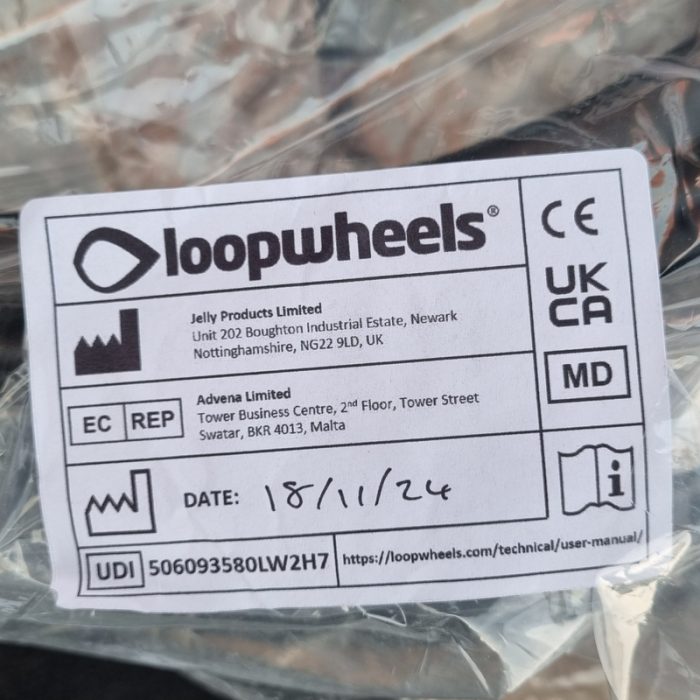 loopwheels®
CE
UK
CA
MD
Jelly Products Limited
Unit 202 Boughton Industrial Estate, Newark
Nottinghamshire, NG22 9LD, UK
EC REP
Advena Limited
Tower Business Centre, 2nd Floor, Tower Street
Swatar, BKR 4013, Malta
DATE: 18/11/24
i
UDI 506093580LW2H7
https://loopwheels.com/technical/user-manual/